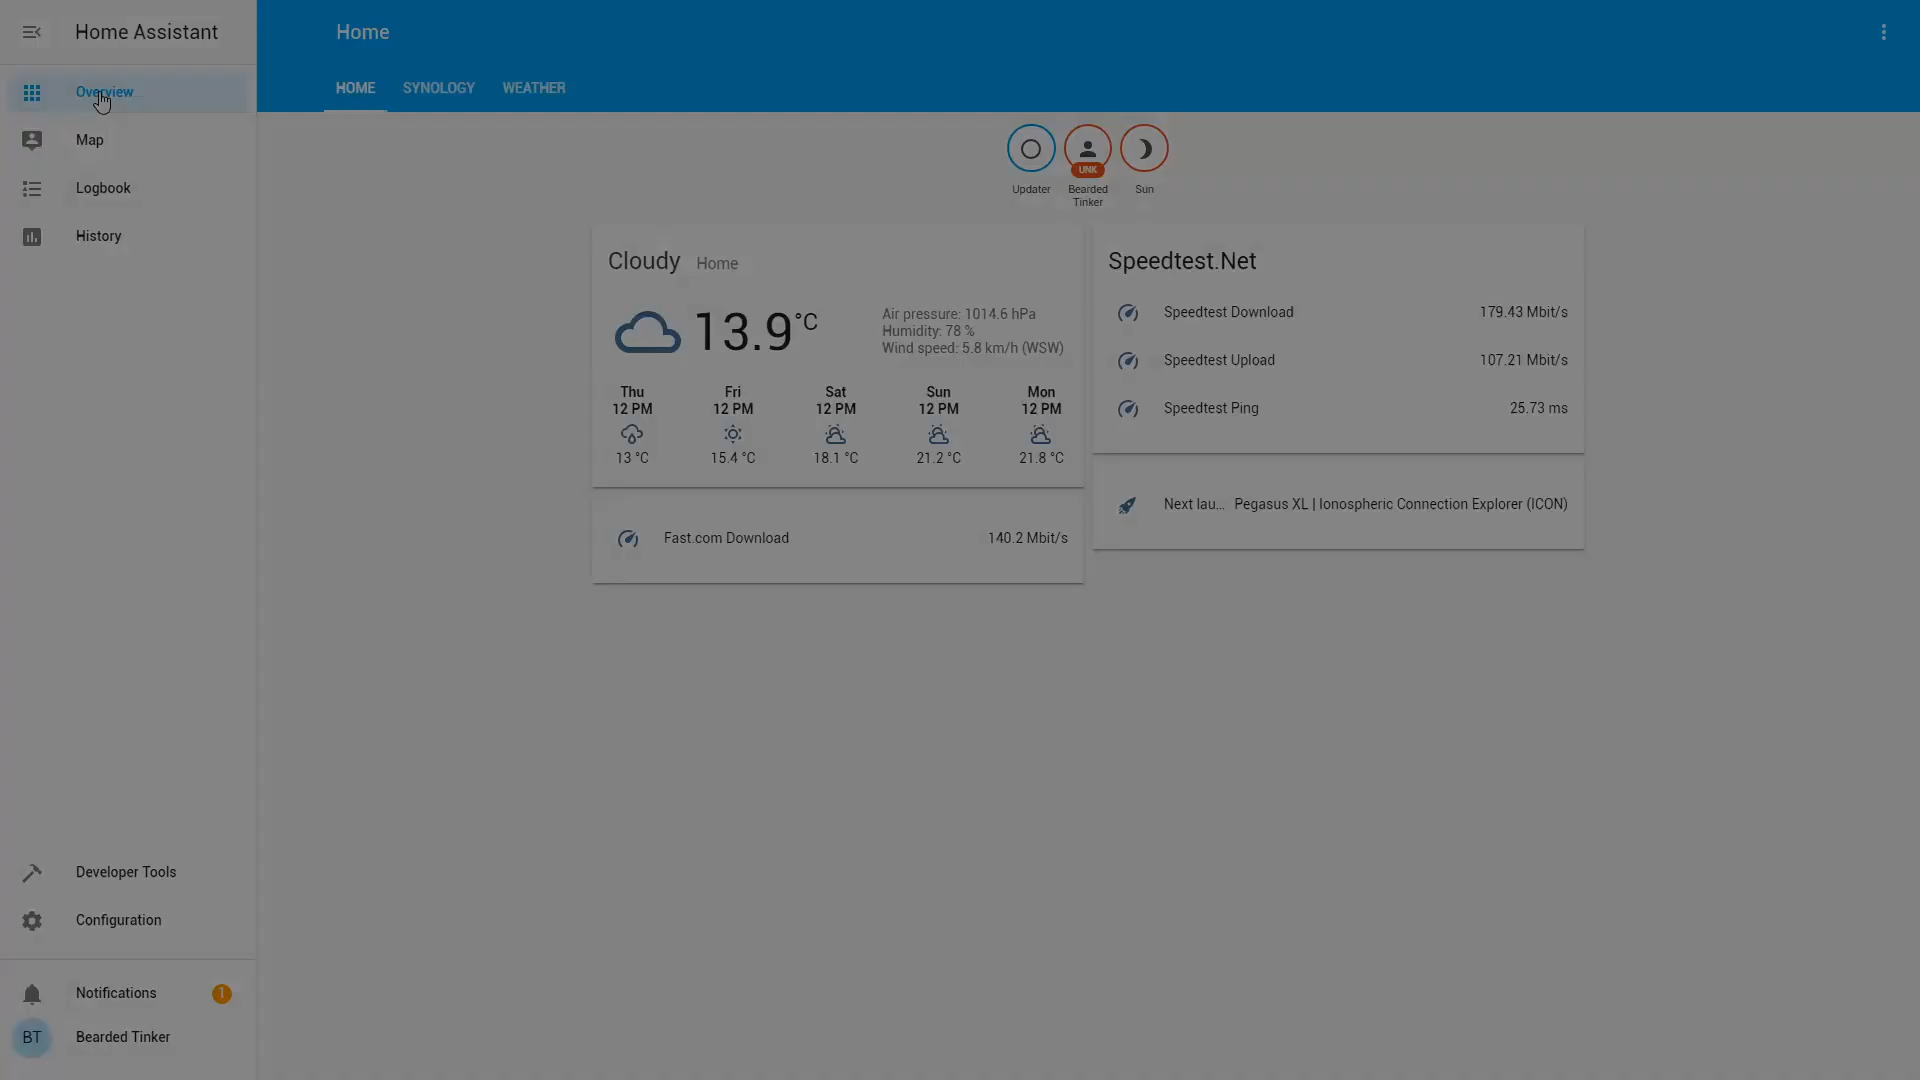 Home Assistant
Home
Overview
HOME SYNOLOGY WEATHER
Map
Logbook
History
UNK
Updater
Bearded
Tinker
Sun
Cloudy Home
13.9°C
Air pressure: 1014.6 hPa
Humidity: 78 %
Wind speed: 5.8 km/h (WSW)
Thu Fri Sat Sun Mon
12 PM 12 PM 12 PM 12 PM 12 PM
13 °C 15.4 °C 18.1 °C 21.2 °C 21.8 °C
Fast.com Download 140.2 Mbit/s
Speedtest.Net
Speedtest Download 179.43 Mbit/s
Speedtest Upload 107.21 Mbit/s
Speedtest Ping 25.73 ms
Next lau... Pegasus XL | Ionospheric Connection Explorer (ICON)
Developer Tools
Configuration
Notifications 1
BT Bearded Tinker